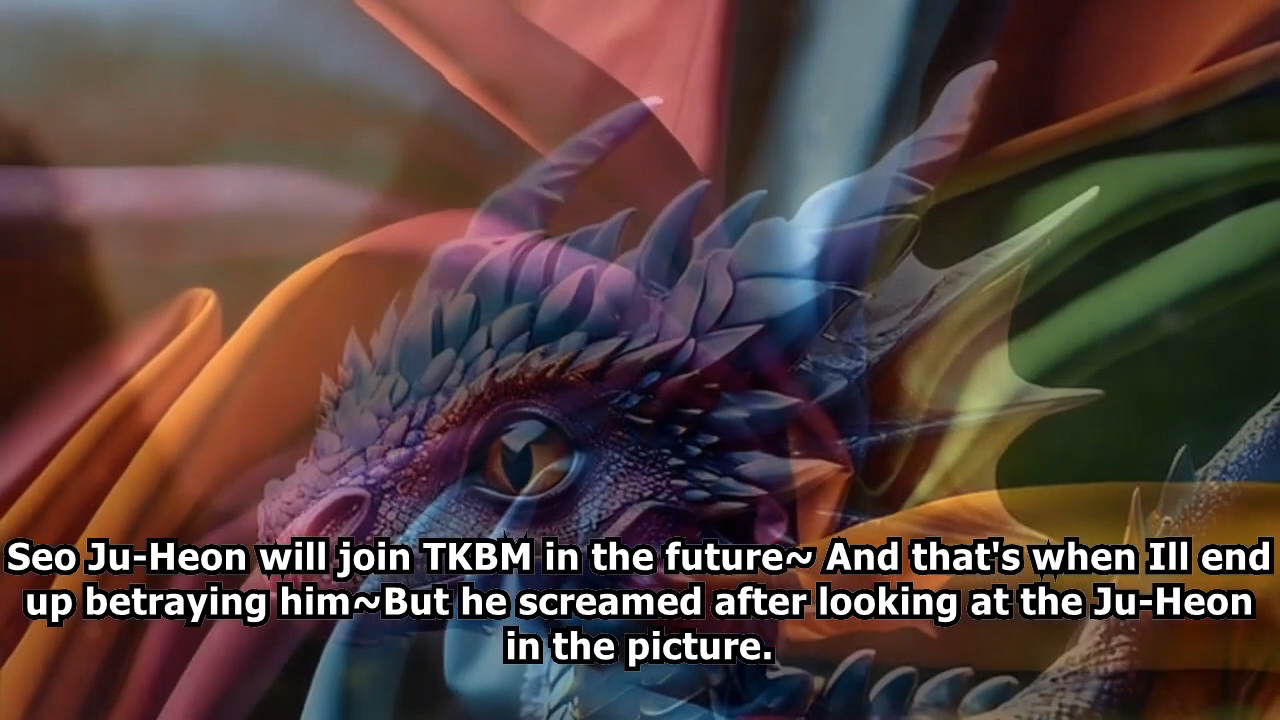 Seo Ju-Heon will join TKBM in the future~ And that's when Ill end
up betraying him~But he screamed after looking at the Ju-Heon
in the picture.